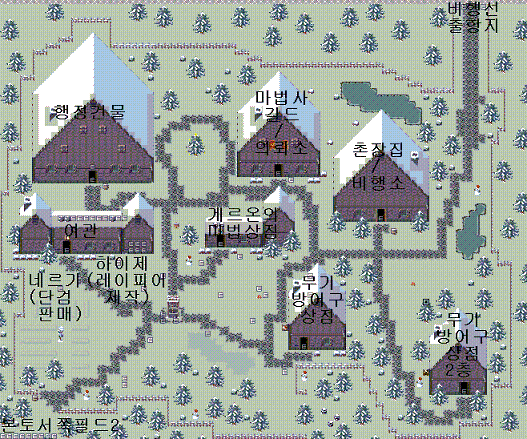 비행선
출항지
행정건물
마법사
길드
/
의뢰소
촌장집
/
비행소
여관
게르온의
마법상점
하이제
네르가(레이피어
(단검 제작)
판매)
무기
방어구
상점
무기
방어구
상점
2층
본토서쪽필드2